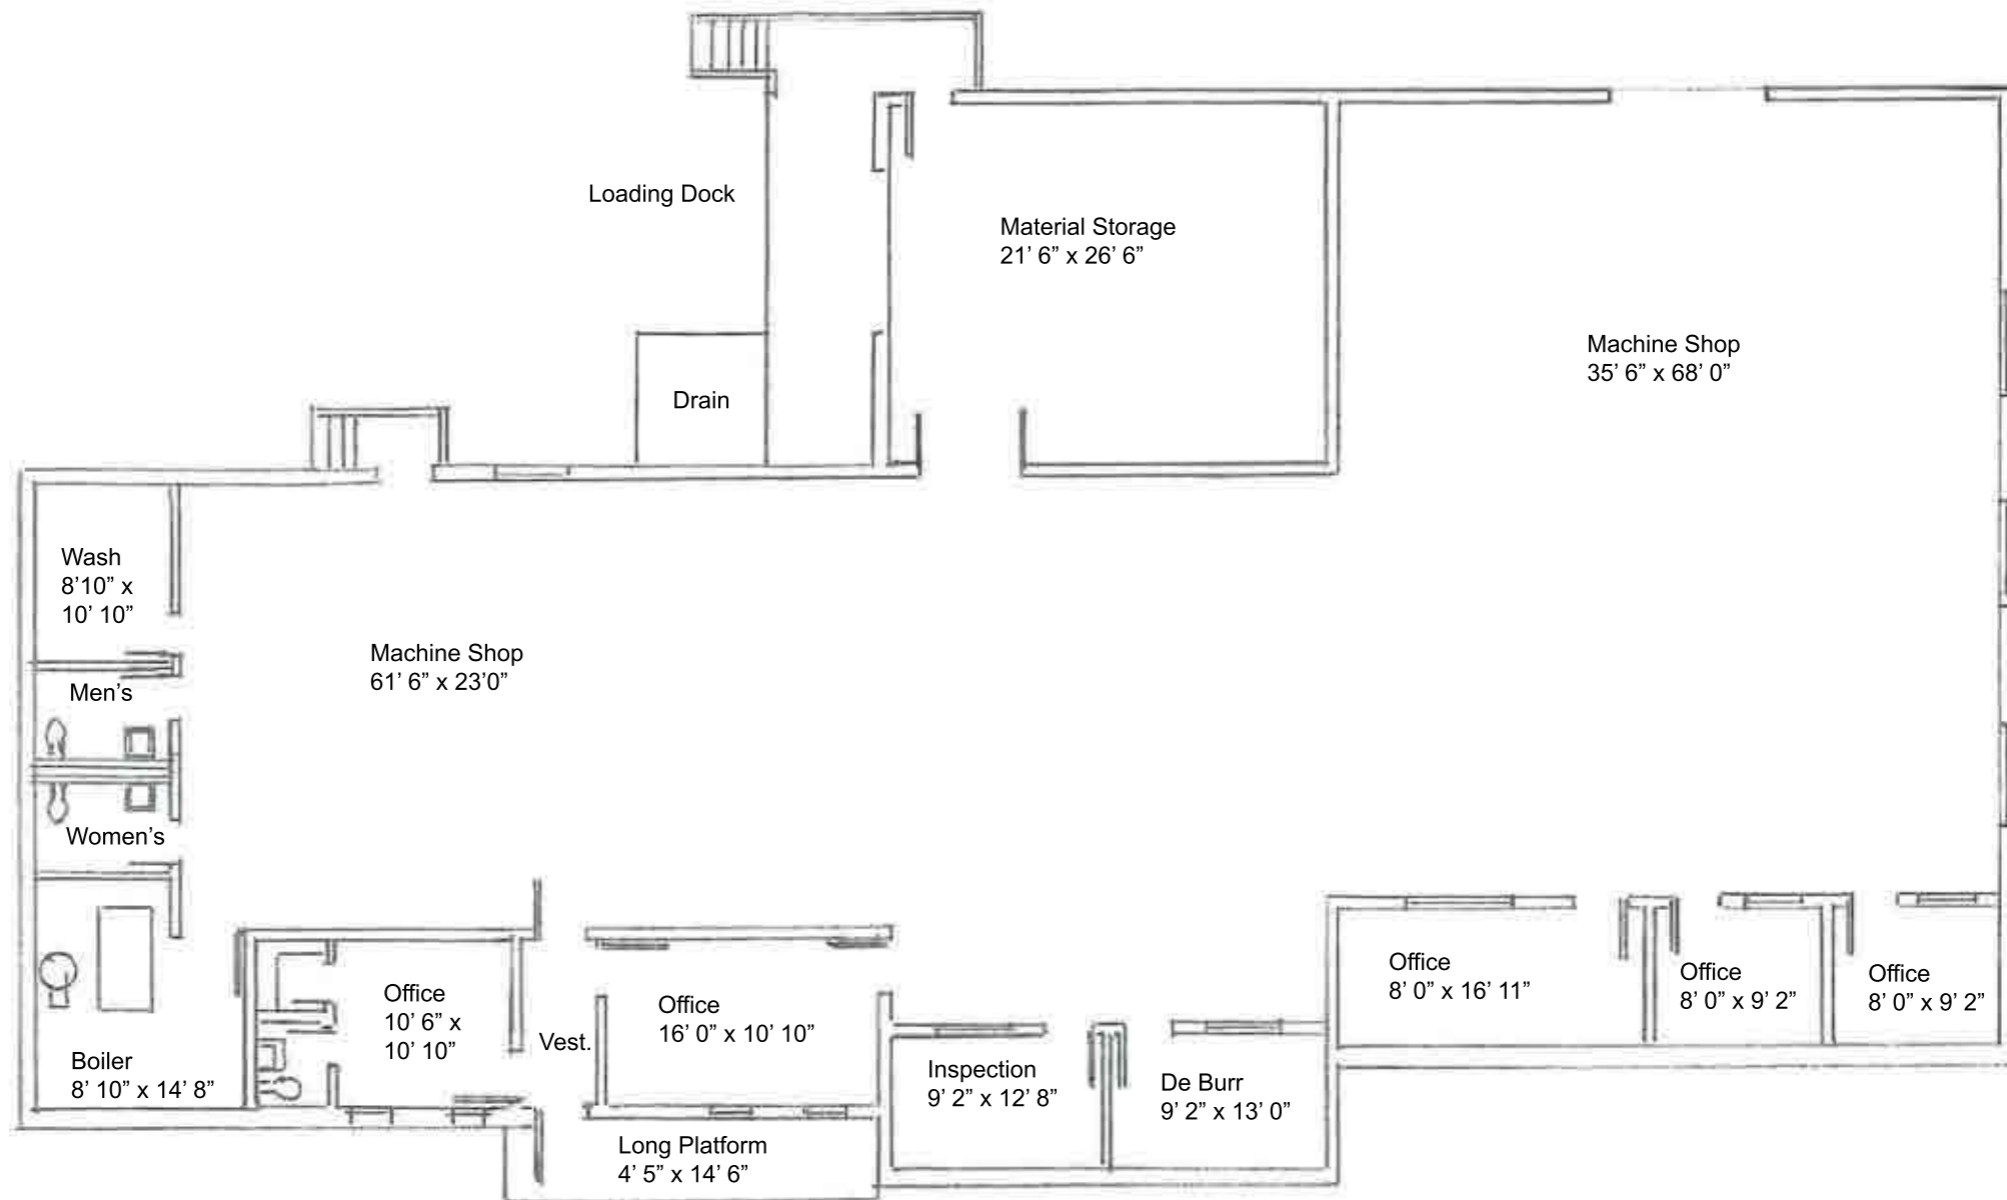 Loading Dock
Material Storage
21’ 6” x 26’ 6”
Machine Shop
35’ 6” x 68’ 0”
Drain
Wash
8’10” x
10’ 10”
Machine Shop
61’ 6” x 23’0”
Men’s
Women’s
Office
8’ 0” x 16’ 11”
Office
8’ 0” x 9’ 2”
Office
8’ 0” x 9’ 2”
Office
10’ 6” x
10’ 10”
Office
16’ 0” x 10’ 10”
Vest.
Boiler
8’ 10” x 14’ 8”
Inspection
9’ 2” x 12’ 8”
De Burr
9’ 2” x 13’ 0”
Long Platform
4’ 5” x 14’ 6”